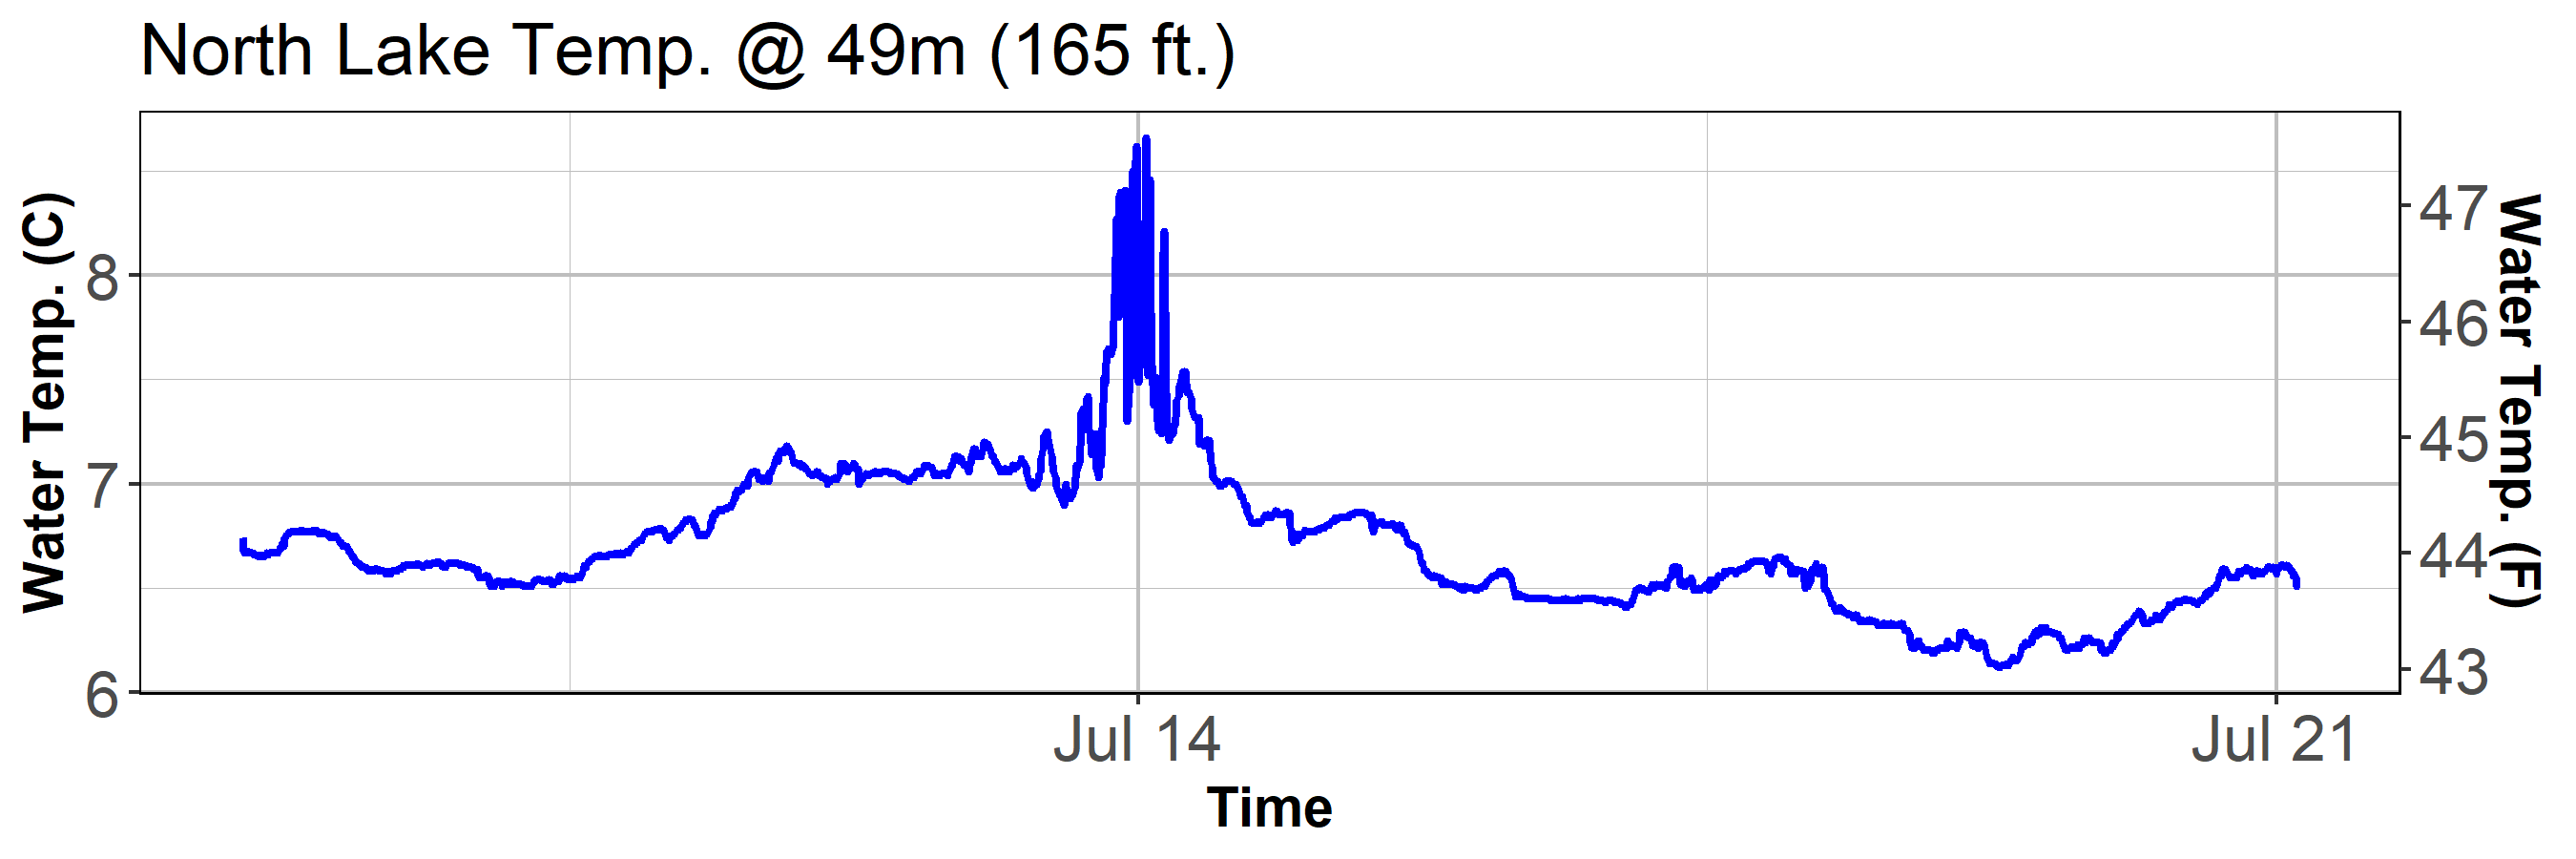 North Lake Temp. @ 49m (165 ft.)
Water Temp. (C)
8
7
6
47
46
45
44
43
Water Temp. (F)
Jul 14
Jul 21
Time